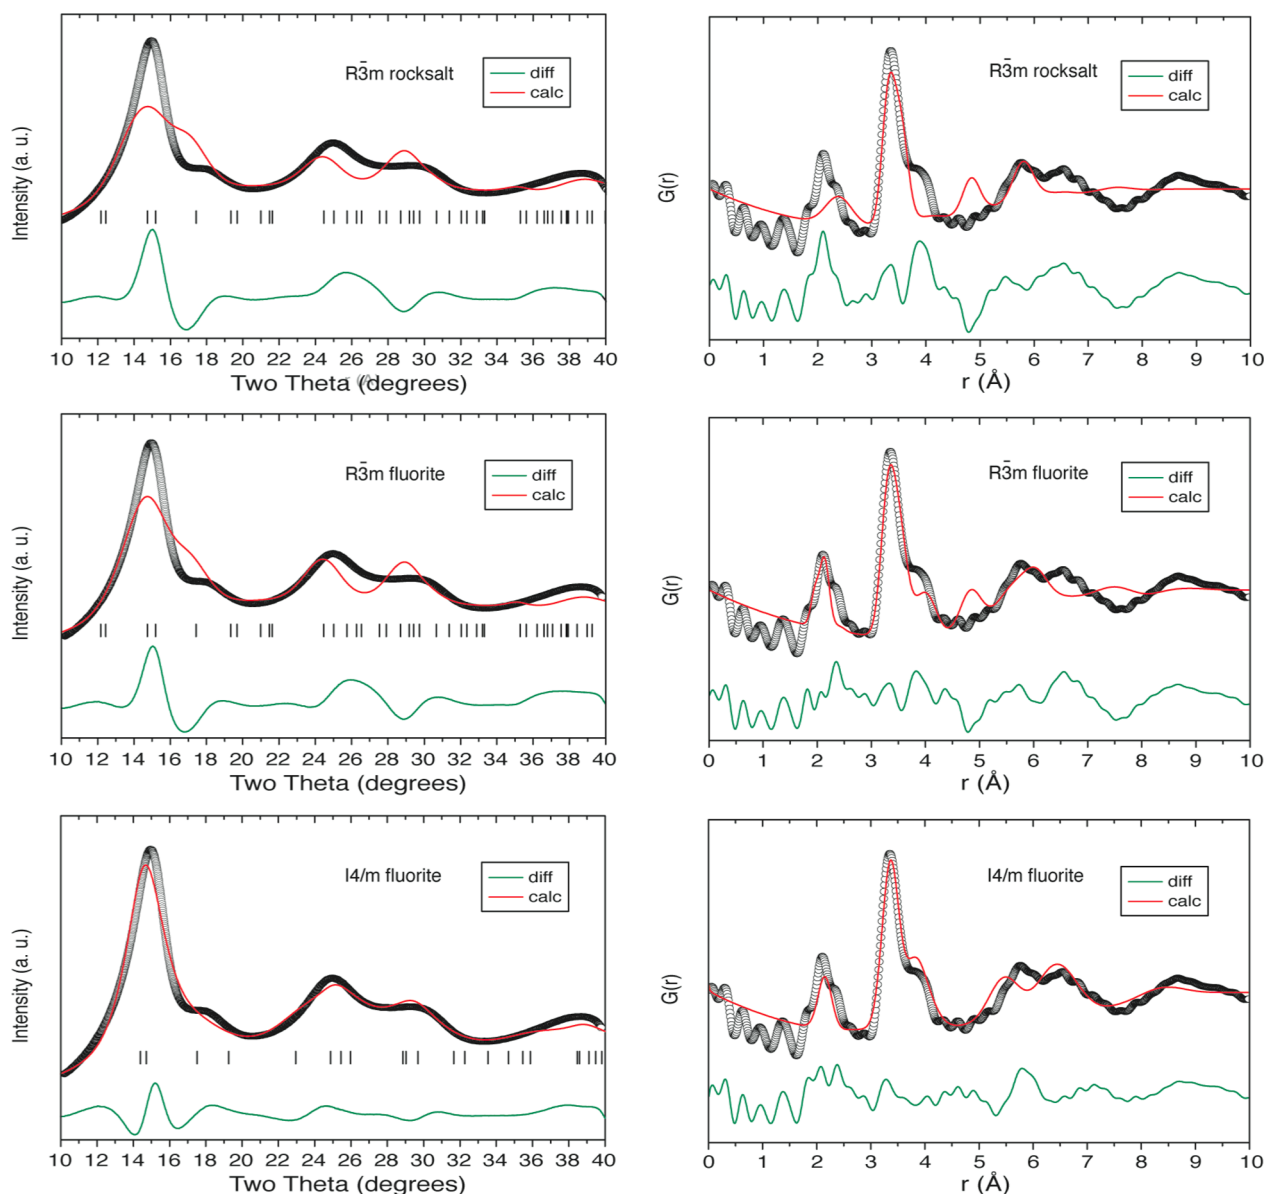 Intensity (a. u.)
R3̄m rocksalt
diff
calc
10 12 14 16 18 20 22 24 26 28 30 32 34 36 38 40
Two Theta (degrees)
G(r)
R3̄m rocksalt
diff
calc
0 1 2 3 4 5 6 7 8 9 10
r (Å)
Intensity (a. u.)
R3̄m fluorite
diff
calc
10 12 14 16 18 20 22 24 26 28 30 32 34 36 38 40
Two Theta (degrees)
G(r)
R3̄m fluorite
diff
calc
0 1 2 3 4 5 6 7 8 9 10
r (Å)
Intensity (a. u.)
I4/m fluorite
diff
calc
10 12 14 16 18 20 22 24 26 28 30 32 34 36 38 40
Two Theta (degrees)
G(r)
I4/m fluorite
diff
calc
0 1 2 3 4 5 6 7 8 9 10
r (Å)